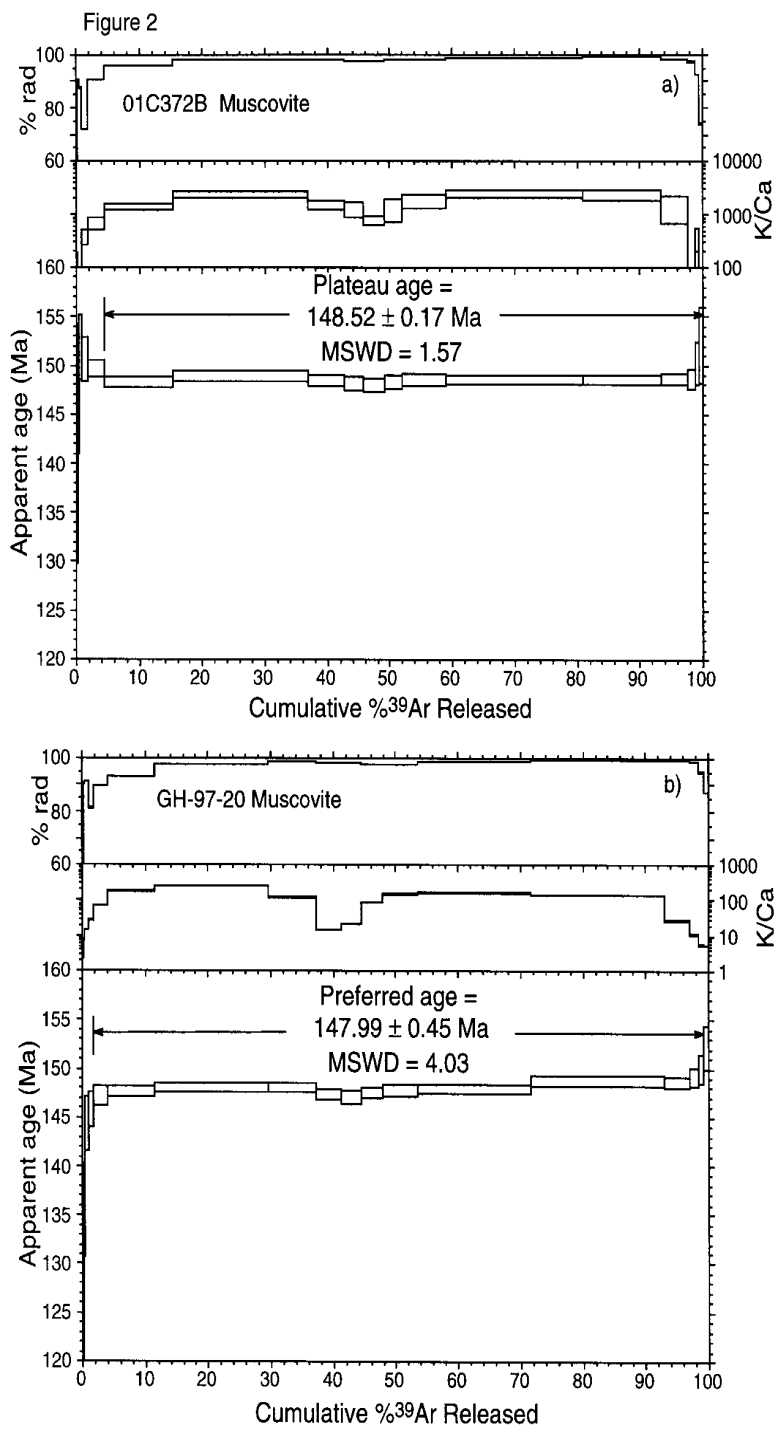 Figure 2
100
90
80
70
60
% rad
01C372B Muscovite
a)
10000
1000
100
K/Ca
160
155
150
145
140
135
130
125
120
Apparent age (Ma)
Plateau age =
148.52 ± 0.17 Ma
MSWD = 1.57
0 10 20 30 40 50 60 70 80 90 100
Cumulative %³⁹Ar Released
100
80
60
% rad
GH-97-20 Muscovite
b)
1000
100
10
1
K/Ca
160
155
150
145
140
135
130
125
120
Apparent age (Ma)
Preferred age =
147.99 ± 0.45 Ma
MSWD = 4.03
0 10 20 30 40 50 60 70 80 90 100
Cumulative %³⁹Ar Released